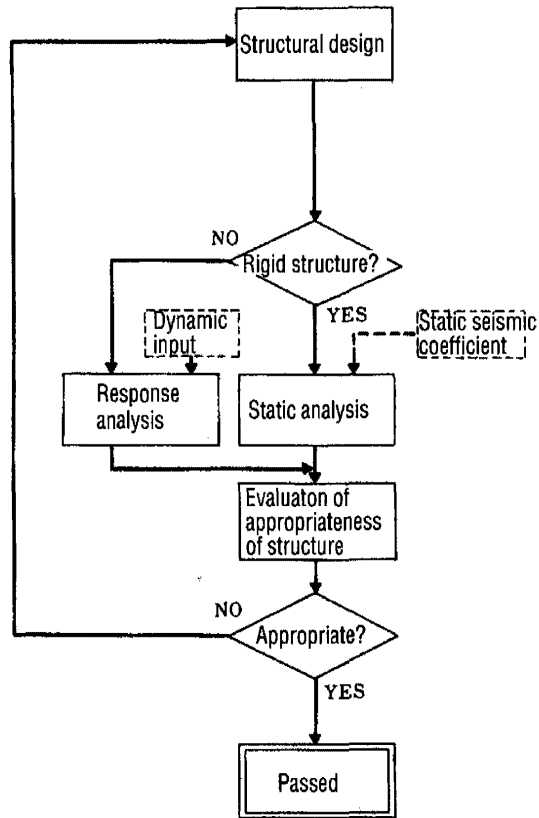 Structural design
NO
Rigid structure?
YES
Dynamic
input
Static seismic
coefficient
Response
analysis
Static analysis
Evaluaton of
appropriateness
of structure
NO
Appropriate?
YES
Passed